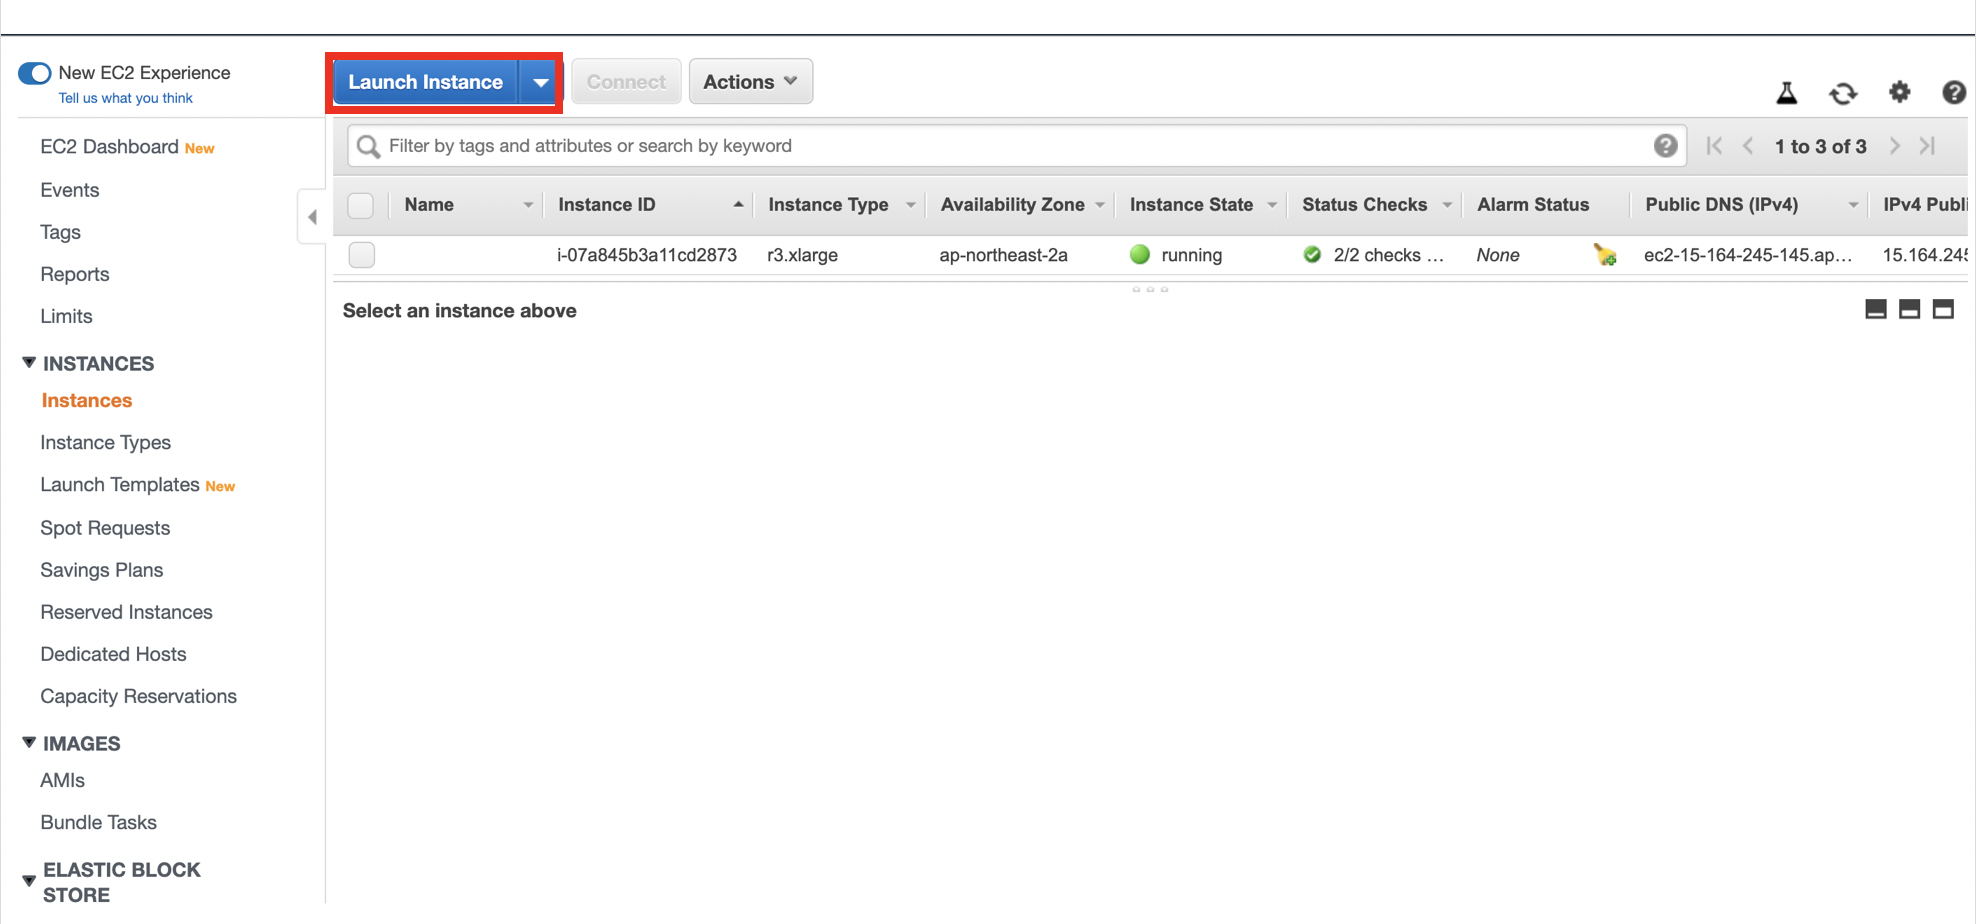 New EC2 Experience
Tell us what you think
EC2 Dashboard New
Events
Tags
Reports
Limits
INSTANCES
Instances
Instance Types
Launch Templates New
Spot Requests
Savings Plans
Reserved Instances
Dedicated Hosts
Capacity Reservations
IMAGES
AMIs
Bundle Tasks
ELASTIC BLOCK
STORE
Launch Instance Connect Actions
Filter by tags and attributes or search by keyword 1 to 3 of 3
Name Instance ID Instance Type Availability Zone Instance State Status Checks Alarm Status Public DNS (IPv4) IPv4 Publi
i-07a845b3a11cd2873 r3.xlarge ap-northeast-2a running 2/2 checks ... None ec2-15-164-245-145.ap... 15.164.245
Select an instance above